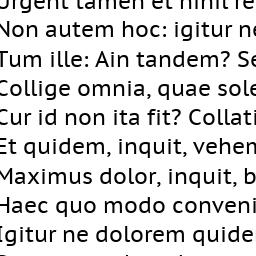 Urgent tamen et nihil re
Non autem hoc: igitur ne
Tum ille: Ain tandem? Se
Collige omnia, quae sole
Cur id non ita fit? Collati
Et quidem, inquit, vehem
Maximus dolor, inquit, b
Haec quo modo conveni
Igitur ne dolorem quide